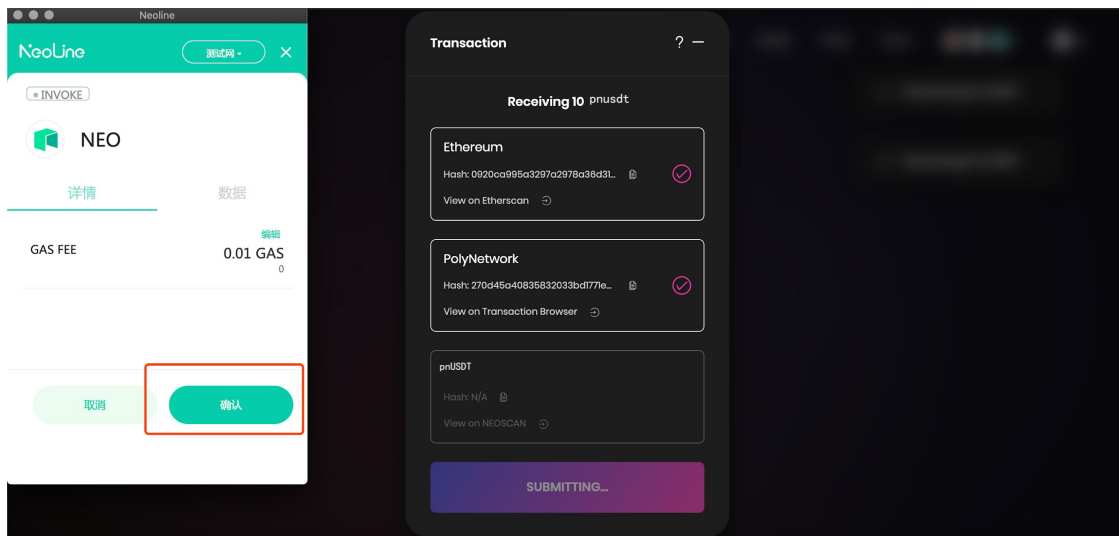 Neoline
NeoLine
测试网
INVOKE
NEO
详情
数据
编辑
GAS FEE
0.01 GAS
0
取消
确认
Transaction
?
Receiving 10 pnusdt
Ethereum
Hash: 0920ca995a3297a2978a36d31...
View on Etherscan
PolyNetwork
Hash: 270d45a40835832033bd1771e...
View on Transaction Browser
pnUSDT
Hash: N/A
View on NEOSCAN
SUBMITTING...